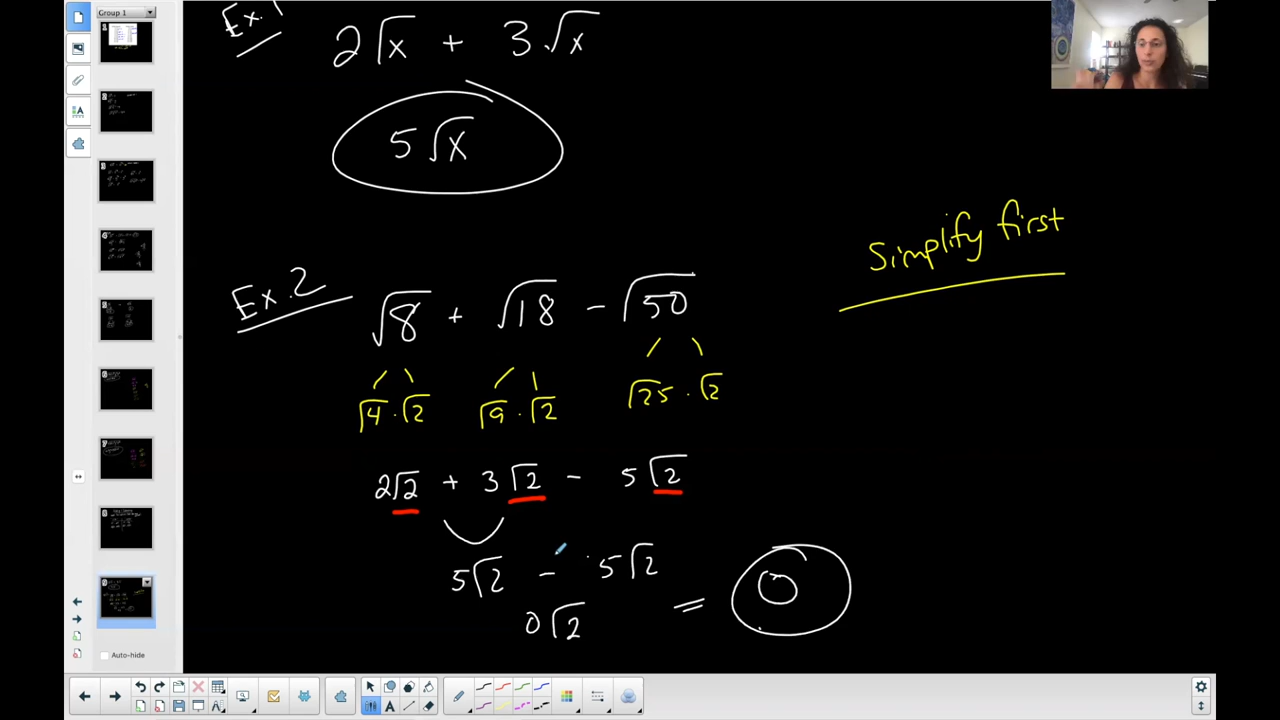 Group 1
Ex. 1
2√x + 3√x
5√x
Simplify first
Ex. 2
√8 + √18 - √50
√4 · √2 √9 · √2 √25 · √2
2√2 + 3√2 - 5√2
5√2 - 5√2
0√2 = 0
Auto-hide